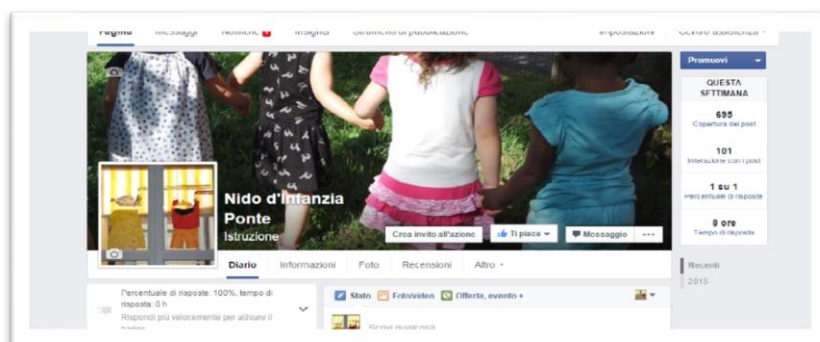 Pagina Messaggi Notifiche Insights Strumenti di pubblicazione Impostazioni Centro assistenza
Promuovi
QUESTA
SETTIMANA
695
Copertura dei post
101
Interazione con i post
1 su 1
Percentuale di risposte
0 ore
Tempo di risposta
Recenti
2015
Nido d'Infanzia
Ponte
Istruzione
Crea invito all'azione Ti piace Messaggio
Diario Informazioni Foto Recensioni Altro
Percentuale di risposte: 100%, tempo di
risposta: 0 h
Rispondi più velocemente per attivare il
Stato Foto/video Offerta, evento +
Scrivi qualcosa